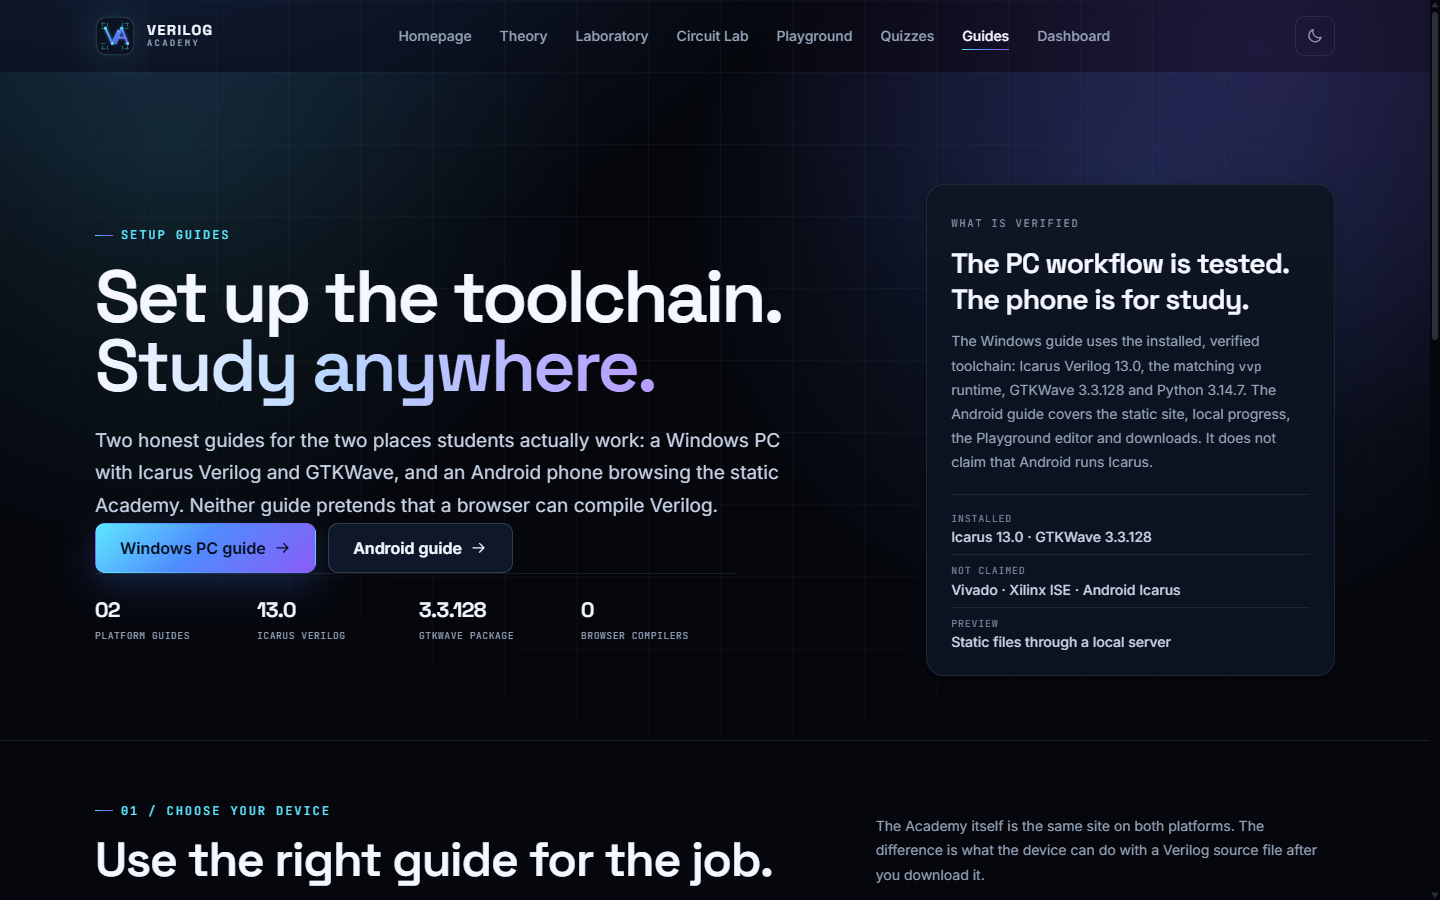 VERILOG
ACADEMY
Homepage
Theory
Laboratory
Circuit Lab
Playground
Quizzes
Guides
Dashboard
SETUP GUIDES
Set up the toolchain.
Study anywhere.
Two honest guides for the two places students actually work: a Windows PC
with Icarus Verilog and GTKWave, and an Android phone browsing the static
Academy. Neither guide pretends that a browser can compile Verilog.
Windows PC guide →
Android guide →
02
PLATFORM GUIDES
13.0
ICARUS VERILOG
3.3.128
GTKWAVE PACKAGE
0
BROWSER COMPILERS
WHAT IS VERIFIED
The PC workflow is tested.
The phone is for study.
The Windows guide uses the installed, verified
toolchain: Icarus Verilog 13.0, the matching vvp
runtime, GTKWave 3.3.128 and Python 3.14.7. The
Android guide covers the static site, local progress,
the Playground editor and downloads. It does not
claim that Android runs Icarus.
INSTALLED
Icarus 13.0 · GTKWave 3.3.128
NOT CLAIMED
Vivado · Xilinx ISE · Android Icarus
PREVIEW
Static files through a local server
01 / CHOOSE YOUR DEVICE
Use the right guide for the job.
The Academy itself is the same site on both platforms. The
difference is what the device can do with a Verilog source file after
you download it.